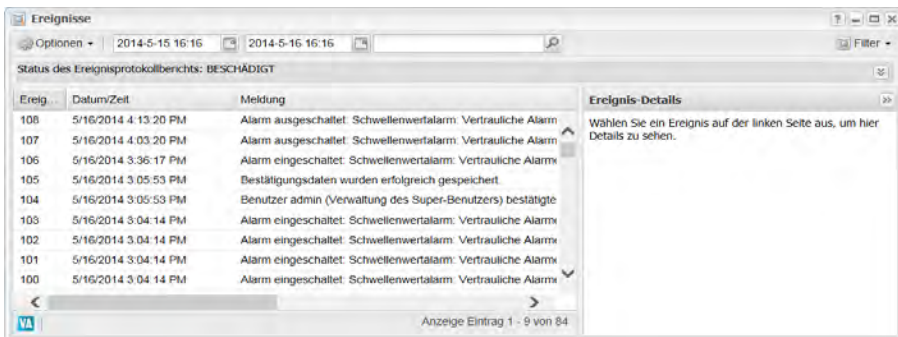 Ereignisse
Optionen 2014-5-15 16:16 2014-5-16 16:16 Filter
Status des Ereignisprotokollberichts: BESCHÄDIGT
Ereig... Datum/Zeit Meldung
108 5/16/2014 4:13:20 PM Alarm ausgeschaltet: Schwellenwertalarm: Vertrauliche Alarm
107 5/16/2014 4:03:20 PM Alarm ausgeschaltet: Schwellenwertalarm: Vertrauliche Alarm
106 5/16/2014 3:36:17 PM Alarm eingeschaltet: Schwellenwertalarm: Vertrauliche Alarm
105 5/16/2014 3:05:53 PM Bestätigungsdaten wurden erfolgreich gespeichert.
104 5/16/2014 3:05:53 PM Benutzer admin (Verwaltung des Super-Benutzers) bestätigte
103 5/16/2014 3:04:14 PM Alarm eingeschaltet: Schwellenwertalarm: Vertrauliche Alarm
102 5/16/2014 3:04:14 PM Alarm eingeschaltet: Schwellenwertalarm: Vertrauliche Alarm
101 5/16/2014 3:04:14 PM Alarm eingeschaltet: Schwellenwertalarm: Vertrauliche Alarm
100 5/16/2014 3:04:14 PM Alarm eingeschaltet: Schwellenwertalarm: Vertrauliche Alarm
VA Anzeige Eintrag 1 - 9 von 84
Ereignis-Details
Wählen Sie ein Ereignis auf der linken Seite aus, um hier
Details zu sehen.